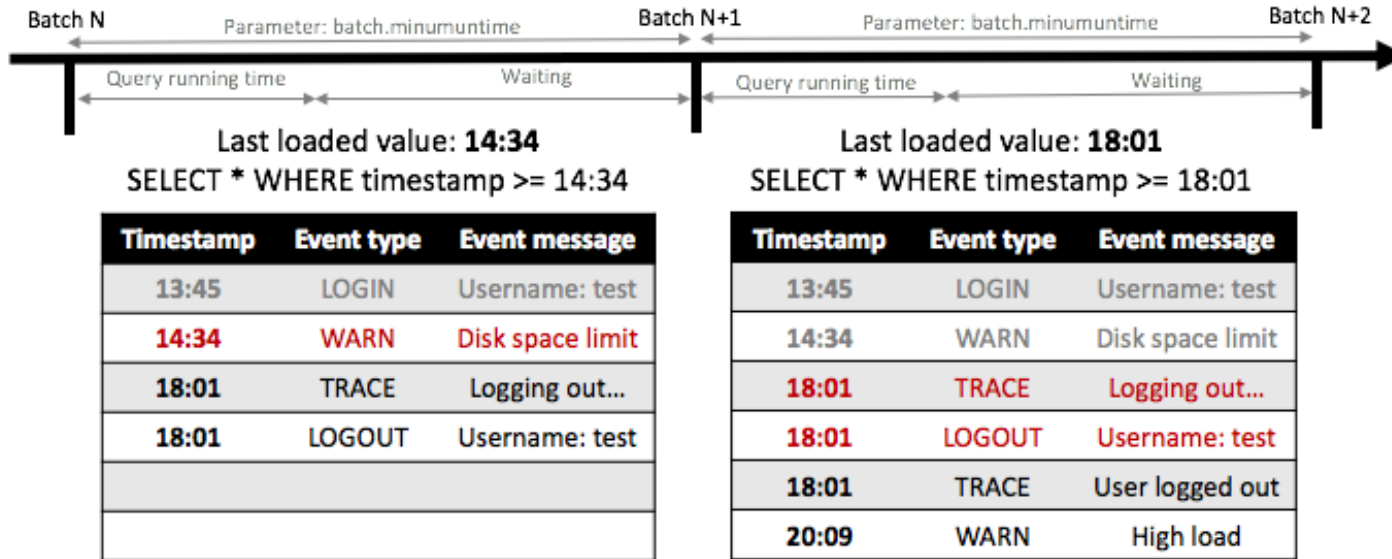 Batch N
Batch N+1
Batch N+2
Parameter: batch.minumuntime
Parameter: batch.minumuntime
Query running time
Waiting
Query running time
Waiting
Last loaded value: 14:34
SELECT * WHERE timestamp >= 14:34
Timestamp Event type Event message
13:45 LOGIN Username: test
14:34 WARN Disk space limit
18:01 TRACE Logging out...
18:01 LOGOUT Username: test
Last loaded value: 18:01
SELECT * WHERE timestamp >= 18:01
Timestamp Event type Event message
13:45 LOGIN Username: test
14:34 WARN Disk space limit
18:01 TRACE Logging out...
18:01 LOGOUT Username: test
18:01 TRACE User logged out
20:09 WARN High load